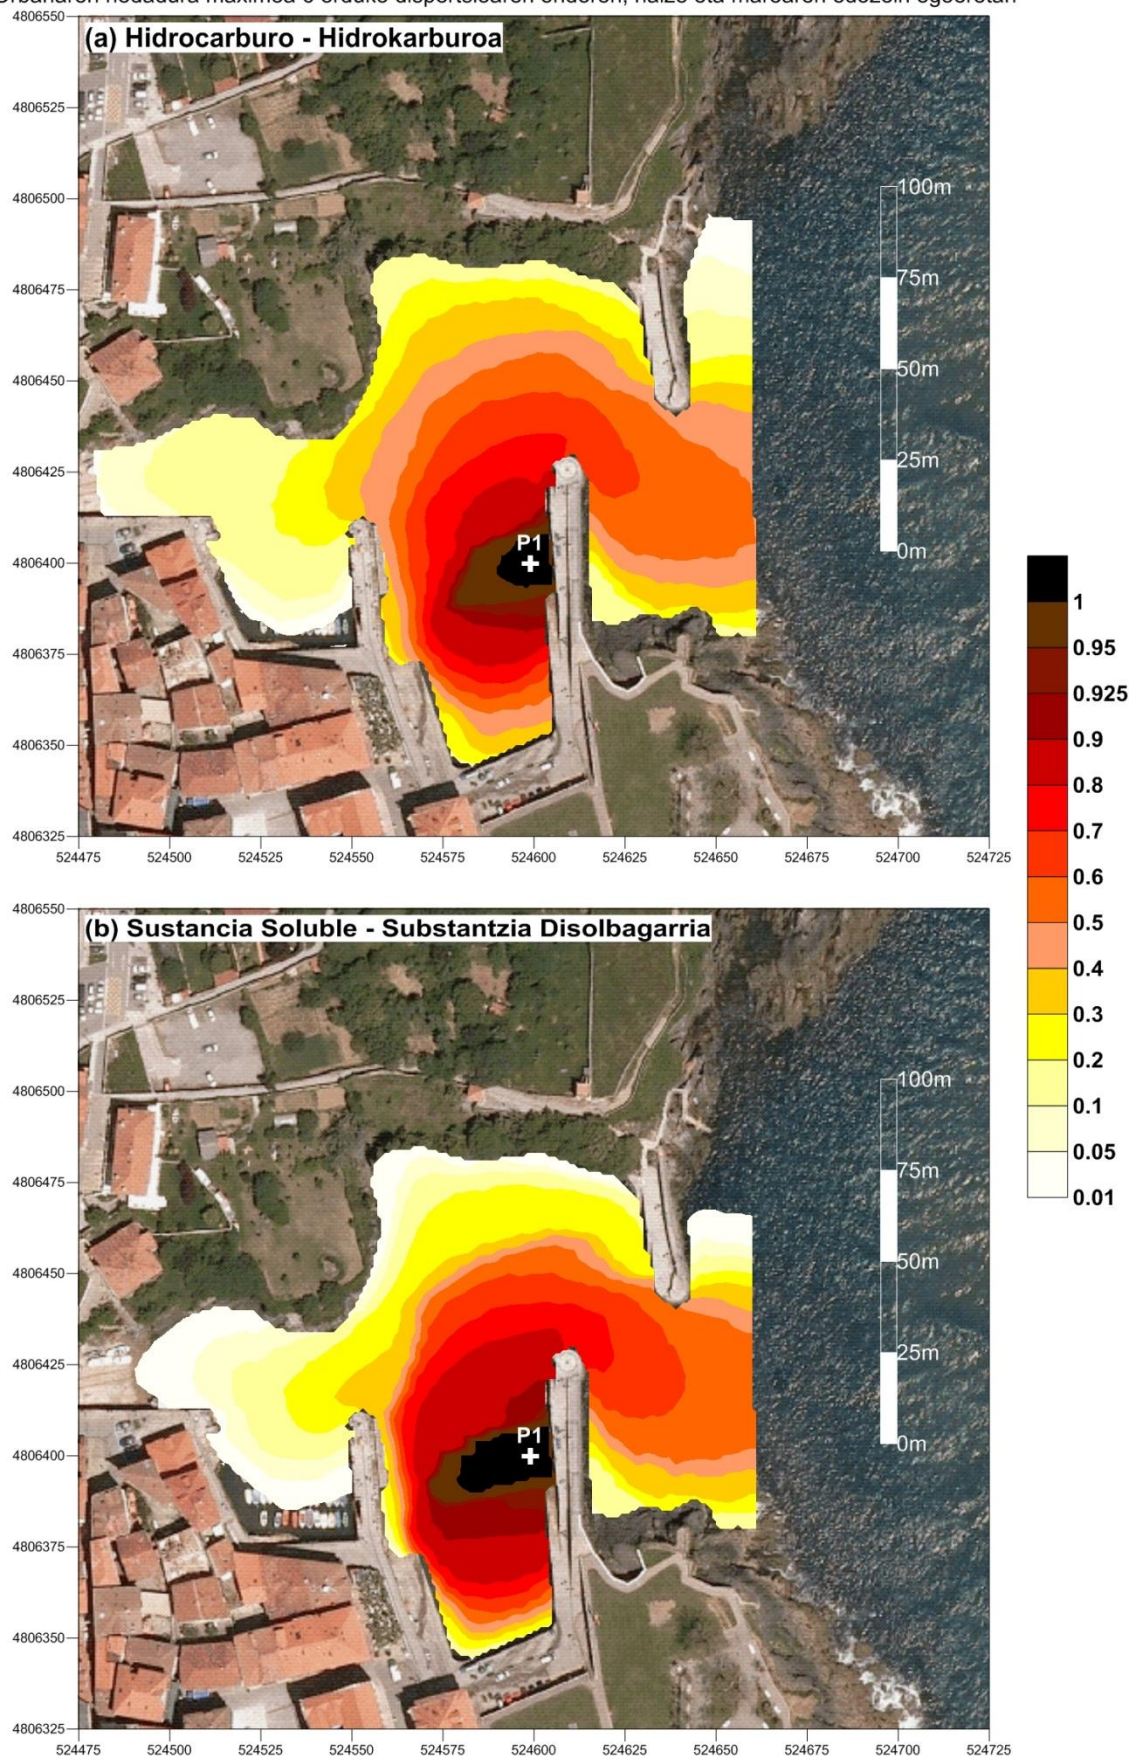 (a) Hidrocarburo - Hidrokarburoa
4806550
4806525
4806500
4806475
4806450
4806425
4806400
4806375
4806350
4806325
100m
75m
50m
25m
0m
P1
524475 524500 524525 524550 524575 524600 524625 524650 524675 524700 524725
1
0.95
0.925
0.9
0.8
0.7
0.6
0.5
0.4
0.3
0.2
0.1
0.05
0.01
(b) Sustancia Soluble - Substantzia Disolbagarria
4806550
4806525
4806500
4806475
4806450
4806425
4806400
4806375
4806350
4806325
100m
75m
50m
25m
0m
P1
524475 524500 524525 524550 524575 524600 524625 524650 524675 524700 524725